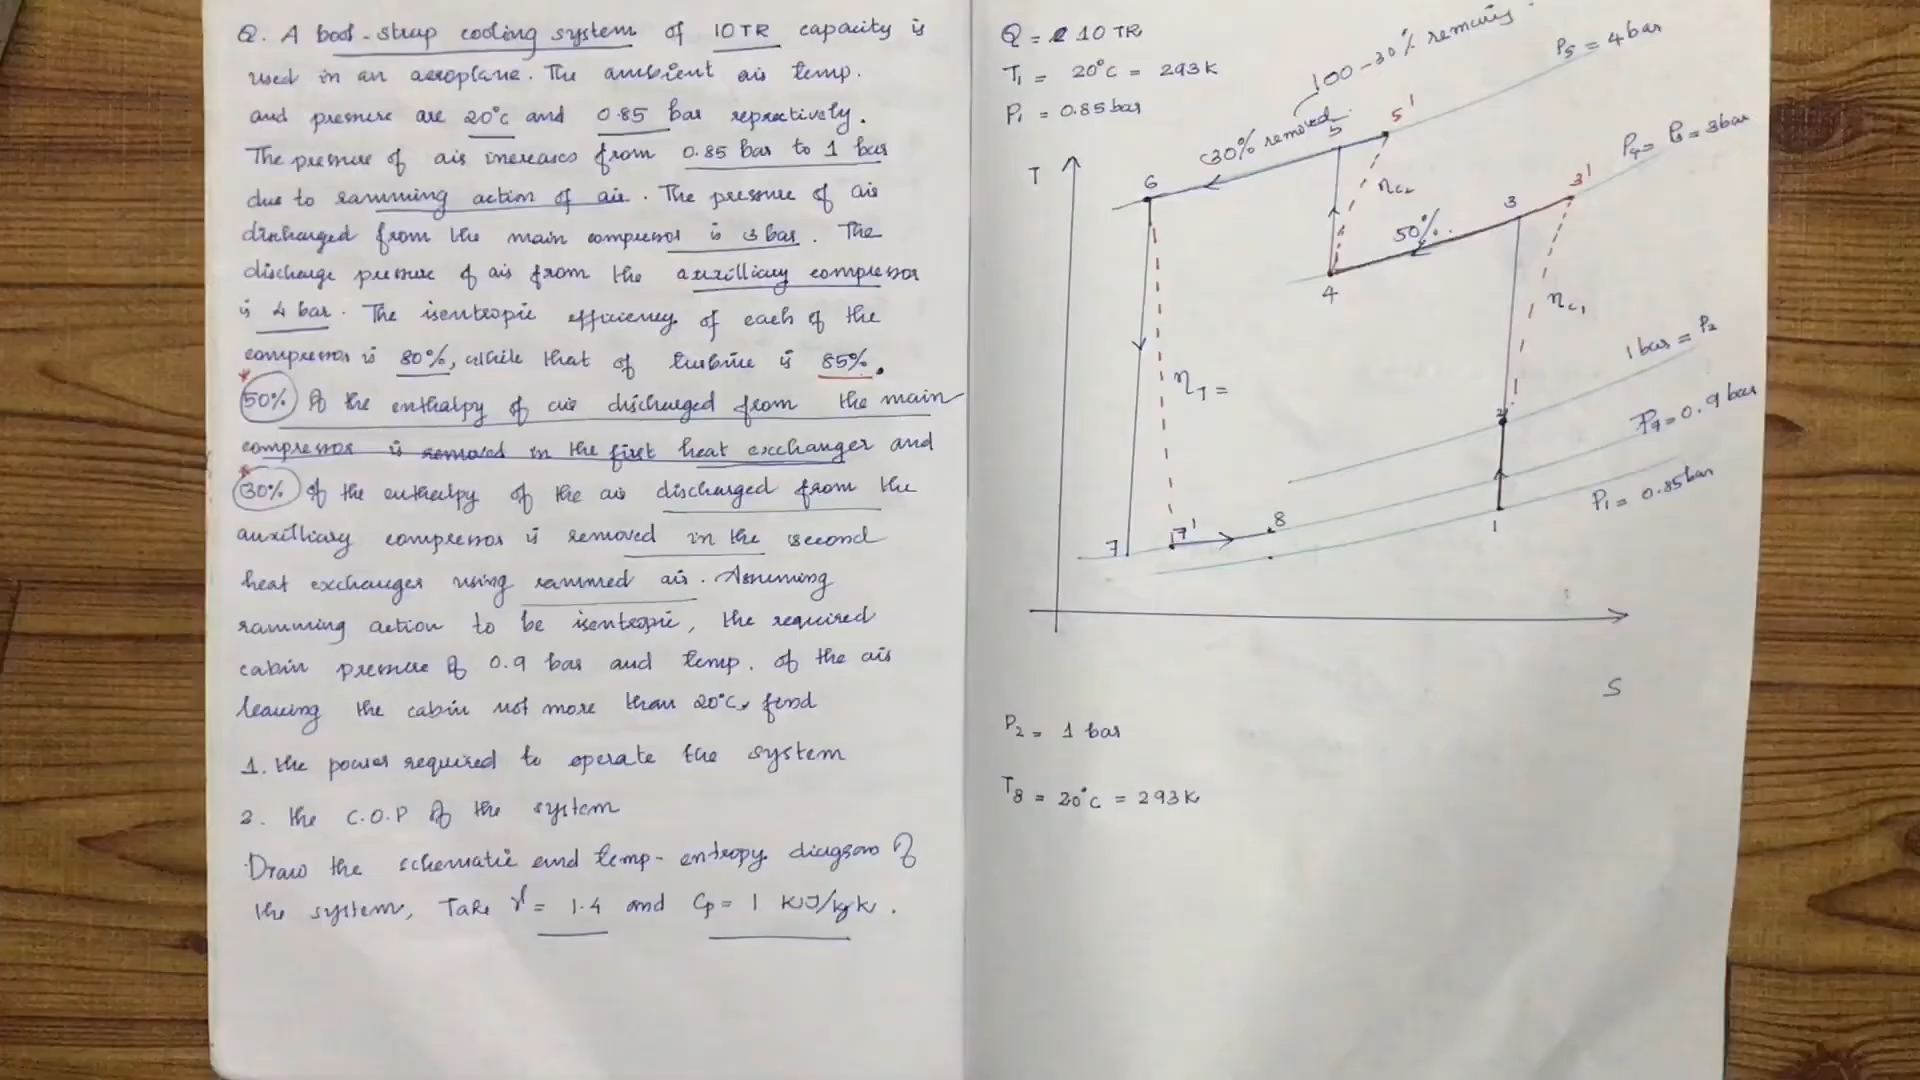 Q. A boot-strap cooling system of 10TR capacity is
used in an aeroplane. The ambient air temp.
and pressure are 20°C and 0.85 bar repractively.
The pressure of air increases from 0.85 bar to 1 bar
due to ramming action of air. The pressure of air
discharged from the main compressor is 3 bar. The
discharge pressure of air from the auxilliary compressor
is 4 bar. The isentropic efficiency of each of the
compressor is 80%, while that of turbine is 85%.
50% of the enthalpy of air discharged from the main
compressor is removed in the first heat exchanger and
30% of the enthalpy of the air discharged from the
auxilliary compressor is removed in the second
heat exchanger using rammed air. Assuming
ramming action to be isentropic, the required
cabin pressure of 0.9 bar and temp. of the air
leaving the cabin not more than 20°C, find
1. the power required to operate the system
2. the C.O.P of the system
Draw the schematic and temp-entropy diagram of
the system, Take γ = 1.4 and Cp = 1 KJ/kgk.
Q = 10 TR
T1 = 20°C = 293K
P1 = 0.85 bar
100-30% remaining
30% removed
P5 = 4 bar
P4 = P3 = 3bar
T
6
5
5'
ηc2
50%.
3
3'
4
ηc1
1 bar = P2
P7 = 0.9 bar
P1 = 0.85bar
ηT =
2
1
7
7'
8
S
P2 = 1 bar
T8 = 20°C = 293K